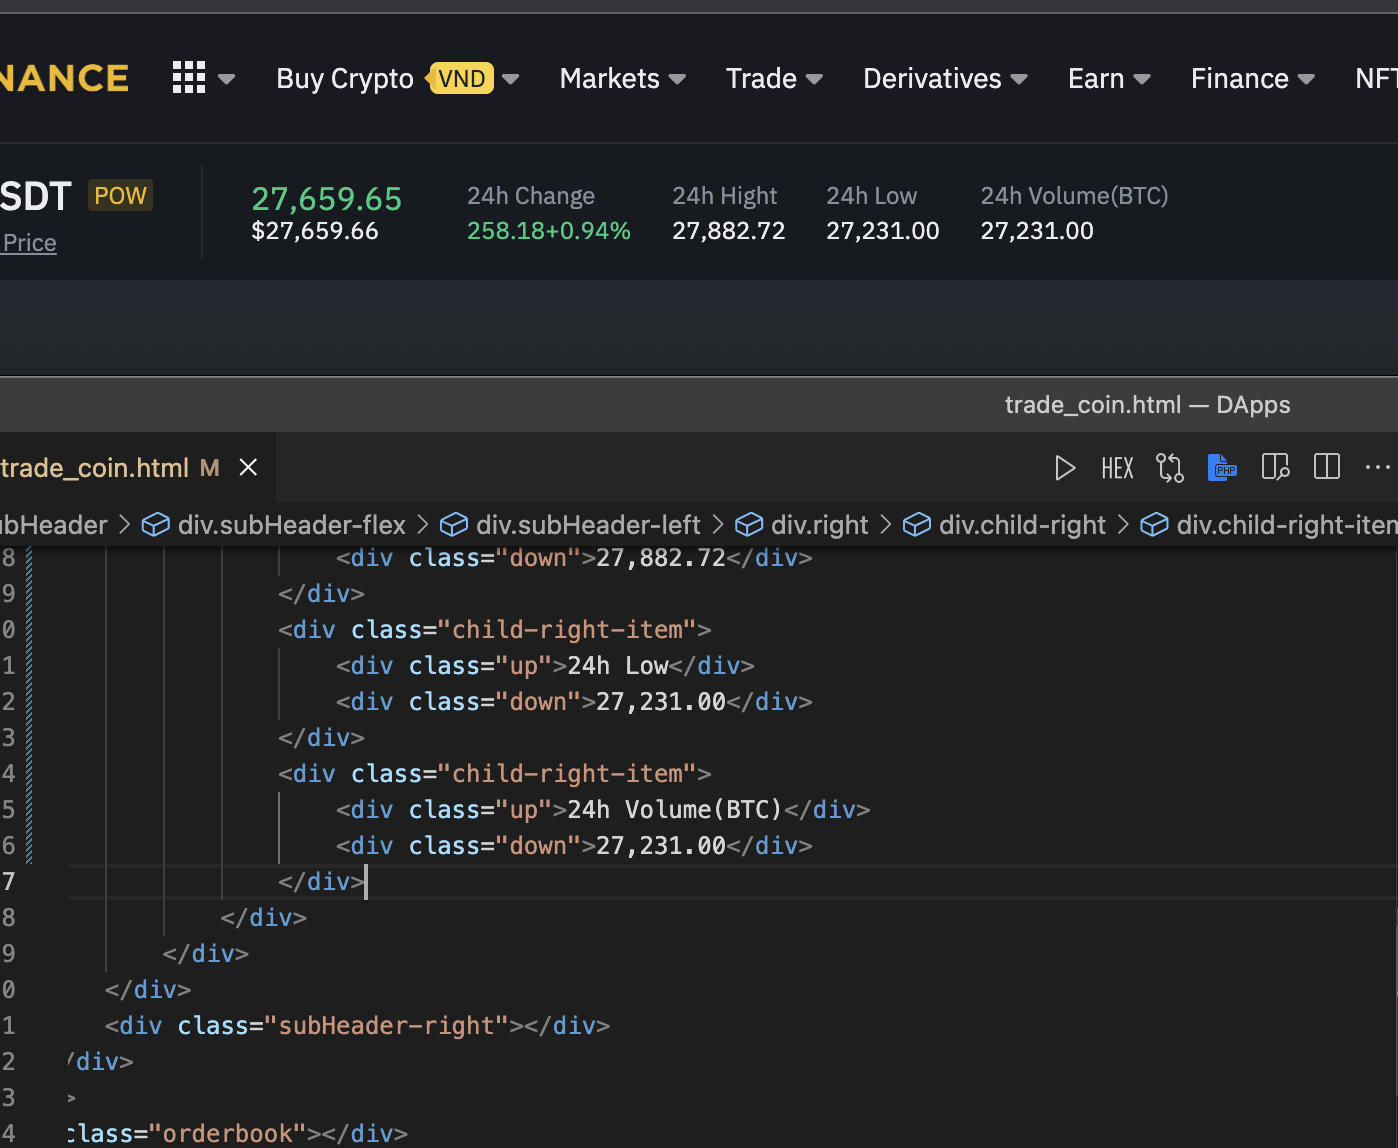 NANCE Buy Crypto VND Markets Trade Derivatives Earn Finance NFT
SDT POW 27,659.65 24h Change 24h Hight 24h Low 24h Volume(BTC)
Price $27,659.66 258.18+0.94% 27,882.72 27,231.00 27,231.00
trade_coin.html — DApps
trade_coin.html M HEX PHP ...
ubHeader > div.subHeader-flex > div.subHeader-left > div.right > div.child-right > div.child-right-item
8 <div class="down">27,882.72</div>
9 </div>
0 <div class="child-right-item">
1 <div class="up">24h Low</div>
2 <div class="down">27,231.00</div>
3 </div>
4 <div class="child-right-item">
5 <div class="up">24h Volume(BTC)</div>
6 <div class="down">27,231.00</div>
7 </div>
8 </div>
9 </div>
0 </div>
1 <div class="subHeader-right"></div>
2 /div>
3 >
4 class="orderbook"></div>